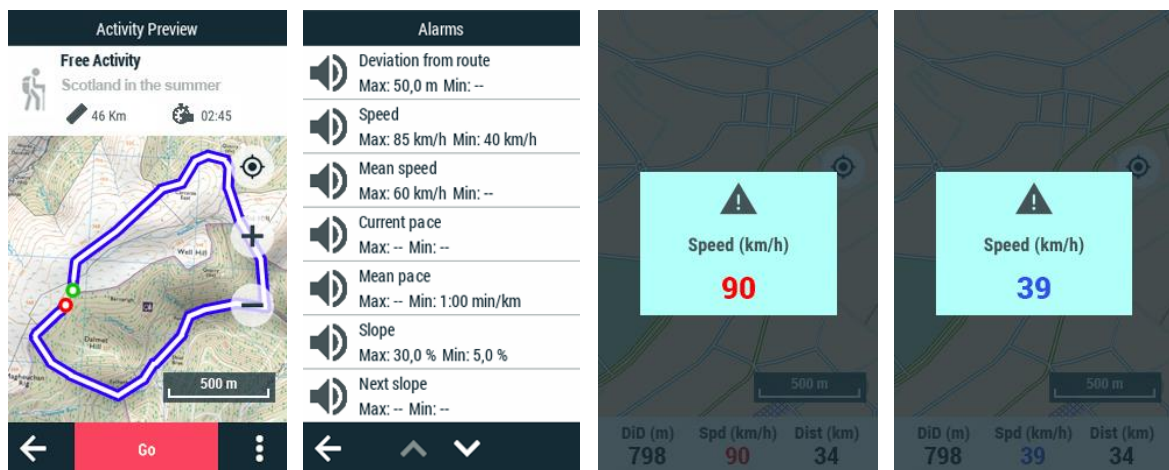 Activity Preview
Free Activity
Scotland in the summer
46 Km 02:45
Well Hill
Dalmat
Hill
500 m
Go
Alarms
Deviation from route
Max: 50,0 m Min: --
Speed
Max: 85 km/h Min: 40 km/h
Mean speed
Max: 60 km/h Min: --
Current pace
Max: -- Min: --
Mean pace
Max: -- Min: 1:00 min/km
Slope
Max: 30,0 % Min: 5,0 %
Next slope
Max: -- Min: --
Speed (km/h)
90
500 m
DiD (m) Spd (km/h) Dist (km)
798 90 34
Speed (km/h)
39
500 m
DiD (m) Spd (km/h) Dist (km)
798 39 34